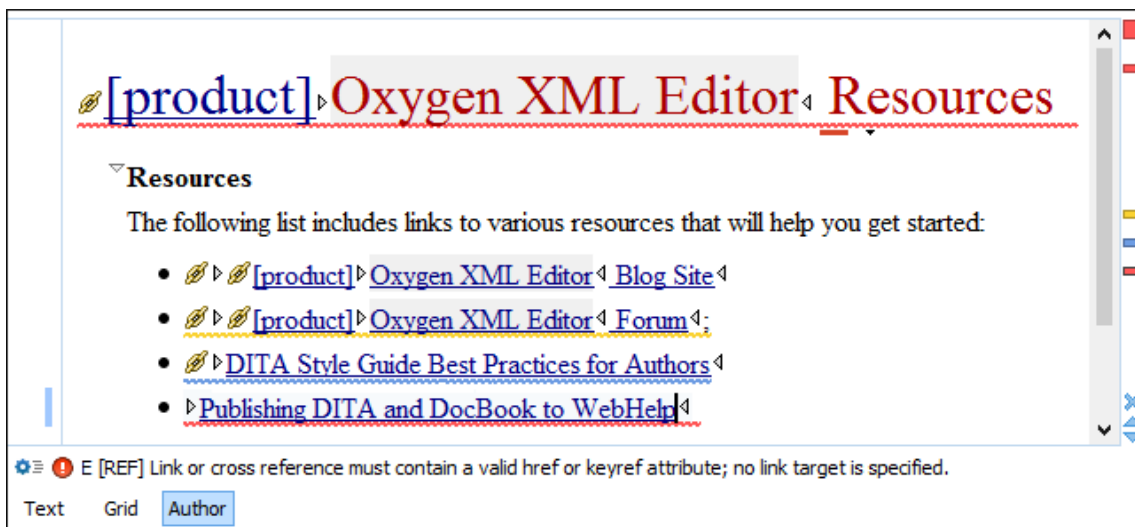 [product] Oxygen XML Editor Resources
Resources
The following list includes links to various resources that will help you get started:
• [product] Oxygen XML Editor Blog Site
• [product] Oxygen XML Editor Forum;
• DITA Style Guide Best Practices for Authors
• Publishing DITA and DocBook to WebHelp
E [REF] Link or cross reference must contain a valid href or keyref attribute; no link target is specified.
Text Grid Author